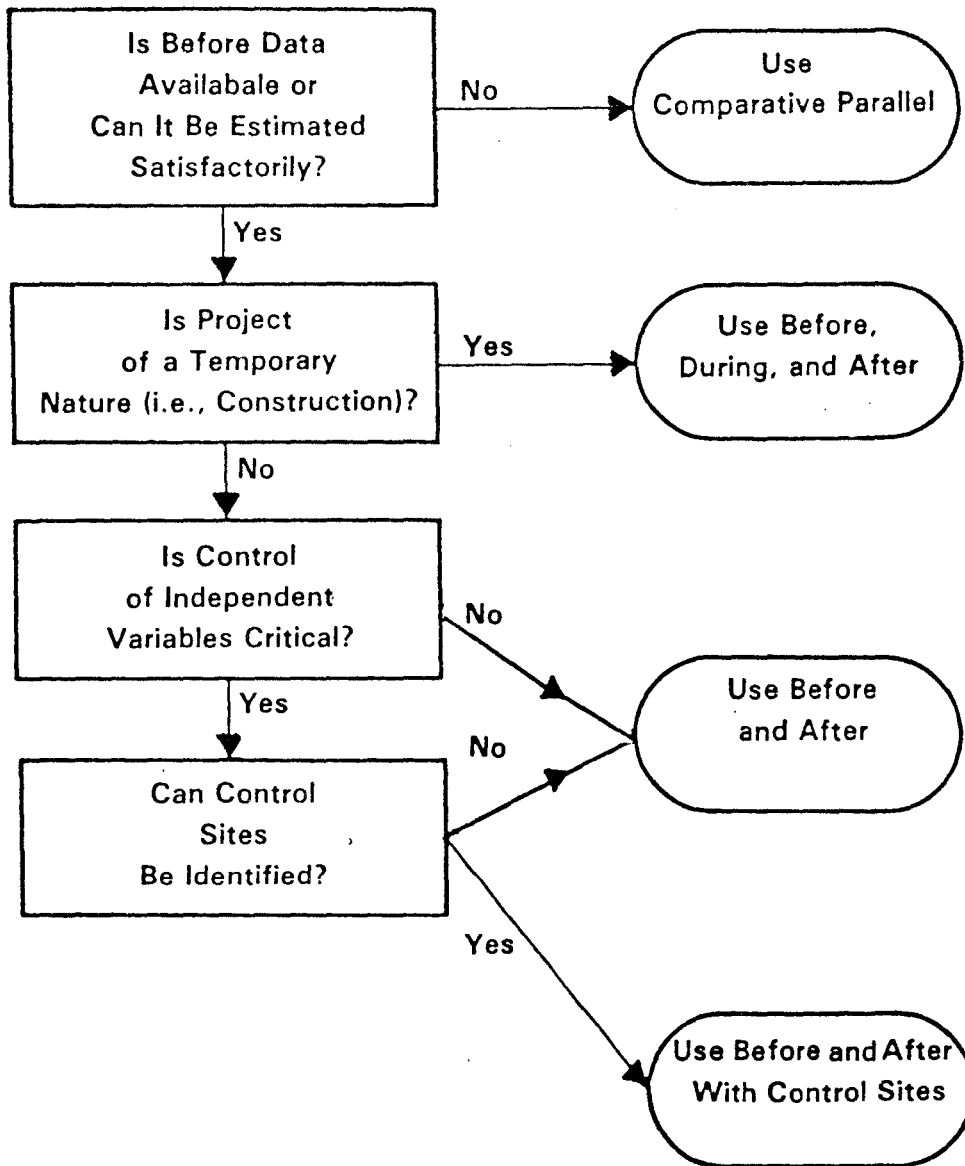 Is Before Data
Availabale or
Can It Be Estimated
Satisfactorily?
No
Use
Comparative Parallel
Yes
Is Project
of a Temporary
Nature (i.e., Construction)?
Yes
Use Before,
During, and After
No
Is Control
of Independent
Variables Critical?
No
Use Before
and After
Yes
No
Can Control
Sites
Be Identified?
Yes
Use Before and After
With Control Sites